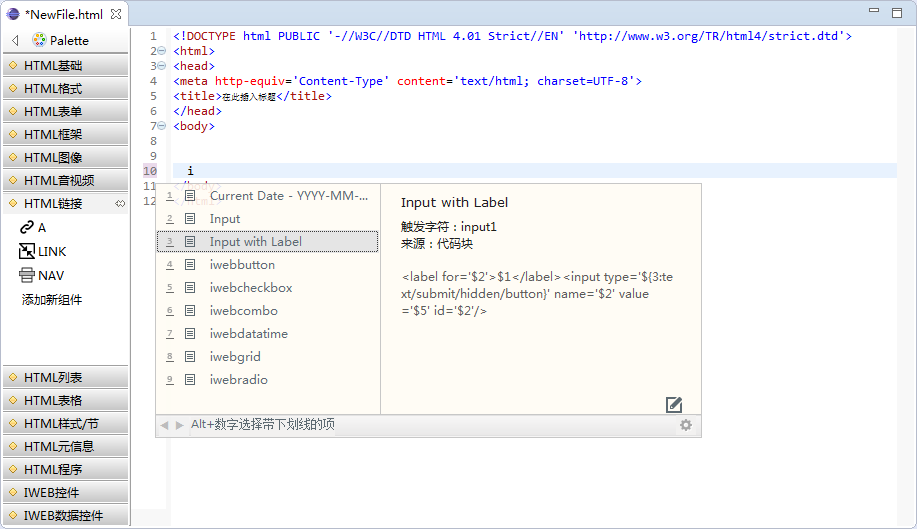 *NewFile.html
Palette
HTML基础
HTML格式
HTML表单
HTML框架
HTML图像
HTML音视频
HTML链接
A
LINK
NAV
添加新组件
HTML列表
HTML表格
HTML样式/节
HTML元信息
HTML程序
IWEB控件
IWEB数据控件
1 <!DOCTYPE html PUBLIC '-//W3C//DTD HTML 4.01 Strict//EN' 'http://www.w3.org/TR/html4/strict.dtd'>
2 <html>
3 <head>
4 <meta http-equiv='Content-Type' content='text/html; charset=UTF-8'>
5 <title>在此插入标题</title>
6 </head>
7 <body>
8
9
10 i
11
12
1 Current Date - YYYY-MM-...
2 Input
3 Input with Label
4 iwebbutton
5 iwebcheckbox
6 iwebcombo
7 iwebdatatime
8 iwebgrid
9 iwebradio
Input with Label
触发字符：input1
来源：代码块
<label for='$2'>$1</label><input type='${3:te
xt/submit/hidden/button}' name='$2' value
='$5' id='$2'/>
Alt+数字选择带下划线的项